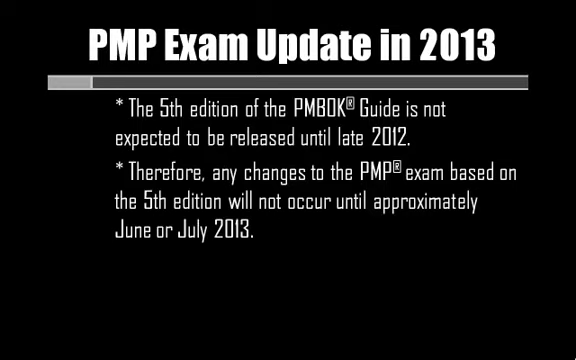 PMP Exam Update in 2013
* The 5th edition of the PMBOK® Guide is not
expected to be released until late 2012.
* Therefore, any changes to the PMP® exam based on
the 5th edition will not occur until approximately
June or July 2013.